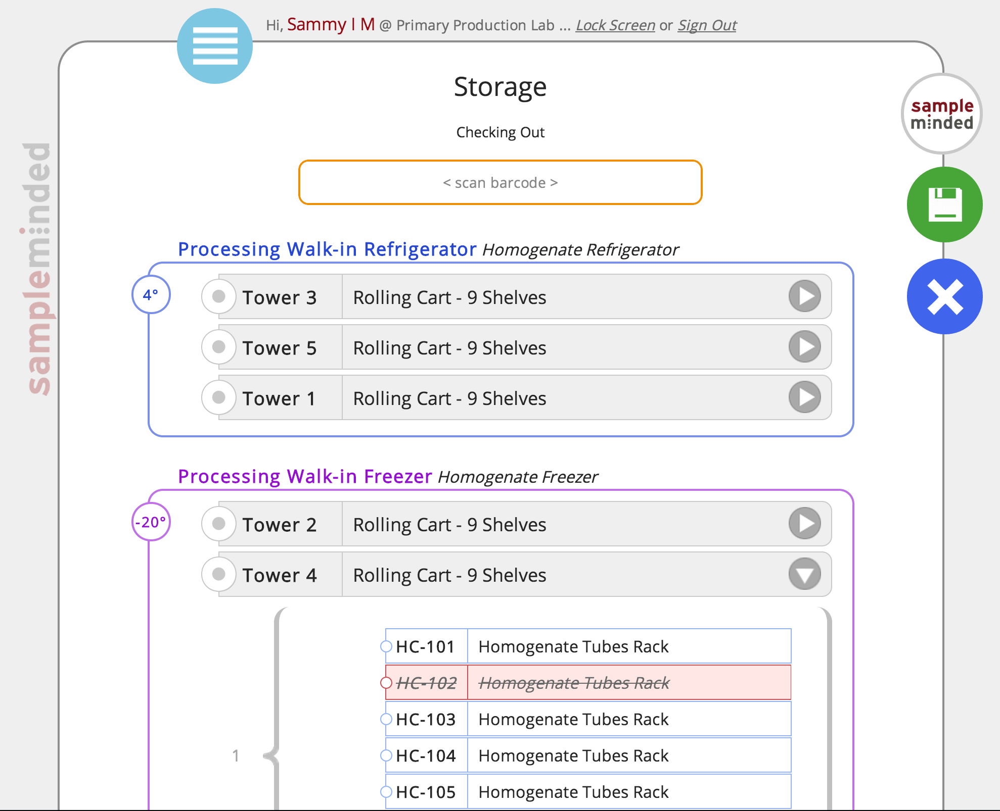 Hi, Sammy I M @ Primary Production Lab ... Lock Screen or Sign Out
Storage
sample
minded
Checking Out
< scan barcode >
sampleminded
Processing Walk-in Refrigerator Homogenate Refrigerator
4°
Tower 3 Rolling Cart - 9 Shelves
Tower 5 Rolling Cart - 9 Shelves
Tower 1 Rolling Cart - 9 Shelves
Processing Walk-in Freezer Homogenate Freezer
-20°
Tower 2 Rolling Cart - 9 Shelves
Tower 4 Rolling Cart - 9 Shelves
1
HC-101 Homogenate Tubes Rack
HC-102 Homogenate Tubes Rack
HC-103 Homogenate Tubes Rack
HC-104 Homogenate Tubes Rack
HC-105 Homogenate Tubes Rack